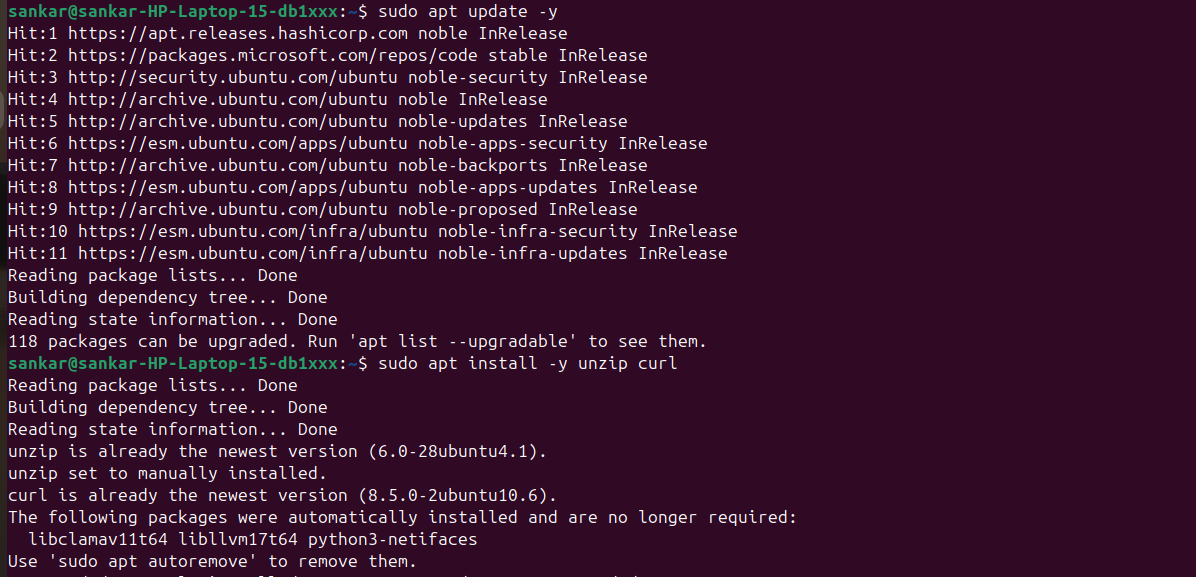 sankar@sankar-HP-Laptop-15-db1xxx:~$ sudo apt update -y
Hit:1 https://apt.releases.hashicorp.com noble InRelease
Hit:2 https://packages.microsoft.com/repos/code stable InRelease
Hit:3 http://security.ubuntu.com/ubuntu noble-security InRelease
Hit:4 http://archive.ubuntu.com/ubuntu noble InRelease
Hit:5 http://archive.ubuntu.com/ubuntu noble-updates InRelease
Hit:6 https://esm.ubuntu.com/apps/ubuntu noble-apps-security InRelease
Hit:7 http://archive.ubuntu.com/ubuntu noble-backports InRelease
Hit:8 https://esm.ubuntu.com/apps/ubuntu noble-apps-updates InRelease
Hit:9 http://archive.ubuntu.com/ubuntu noble-proposed InRelease
Hit:10 https://esm.ubuntu.com/infra/ubuntu noble-infra-security InRelease
Hit:11 https://esm.ubuntu.com/infra/ubuntu noble-infra-updates InRelease
Reading package lists... Done
Building dependency tree... Done
Reading state information... Done
118 packages can be upgraded. Run 'apt list --upgradable' to see them.
sankar@sankar-HP-Laptop-15-db1xxx:~$ sudo apt install -y unzip curl
Reading package lists... Done
Building dependency tree... Done
Reading state information... Done
unzip is already the newest version (6.0-28ubuntu4.1).
unzip set to manually installed.
curl is already the newest version (8.5.0-2ubuntu10.6).
The following packages were automatically installed and are no longer required:
  libclamav11t64 libllvm17t64 python3-netifaces
Use 'sudo apt autoremove' to remove them.